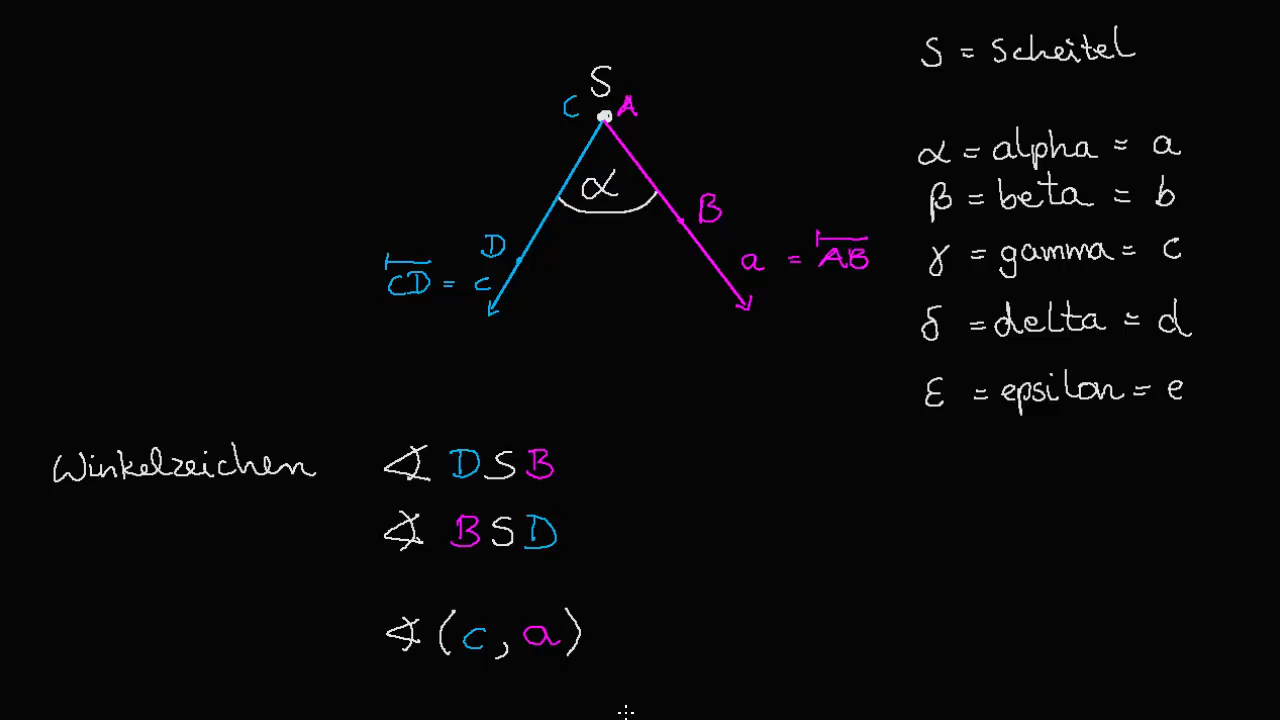 S
C A
α
B
D
a = AB
CD = c
S = Scheitel
α = alpha = a
β = beta = b
γ = gamma = c
δ = delta = d
ε = epsilon = e
Winkelzeichen ∢ DSB
∢ BSD
∢ (c, a)